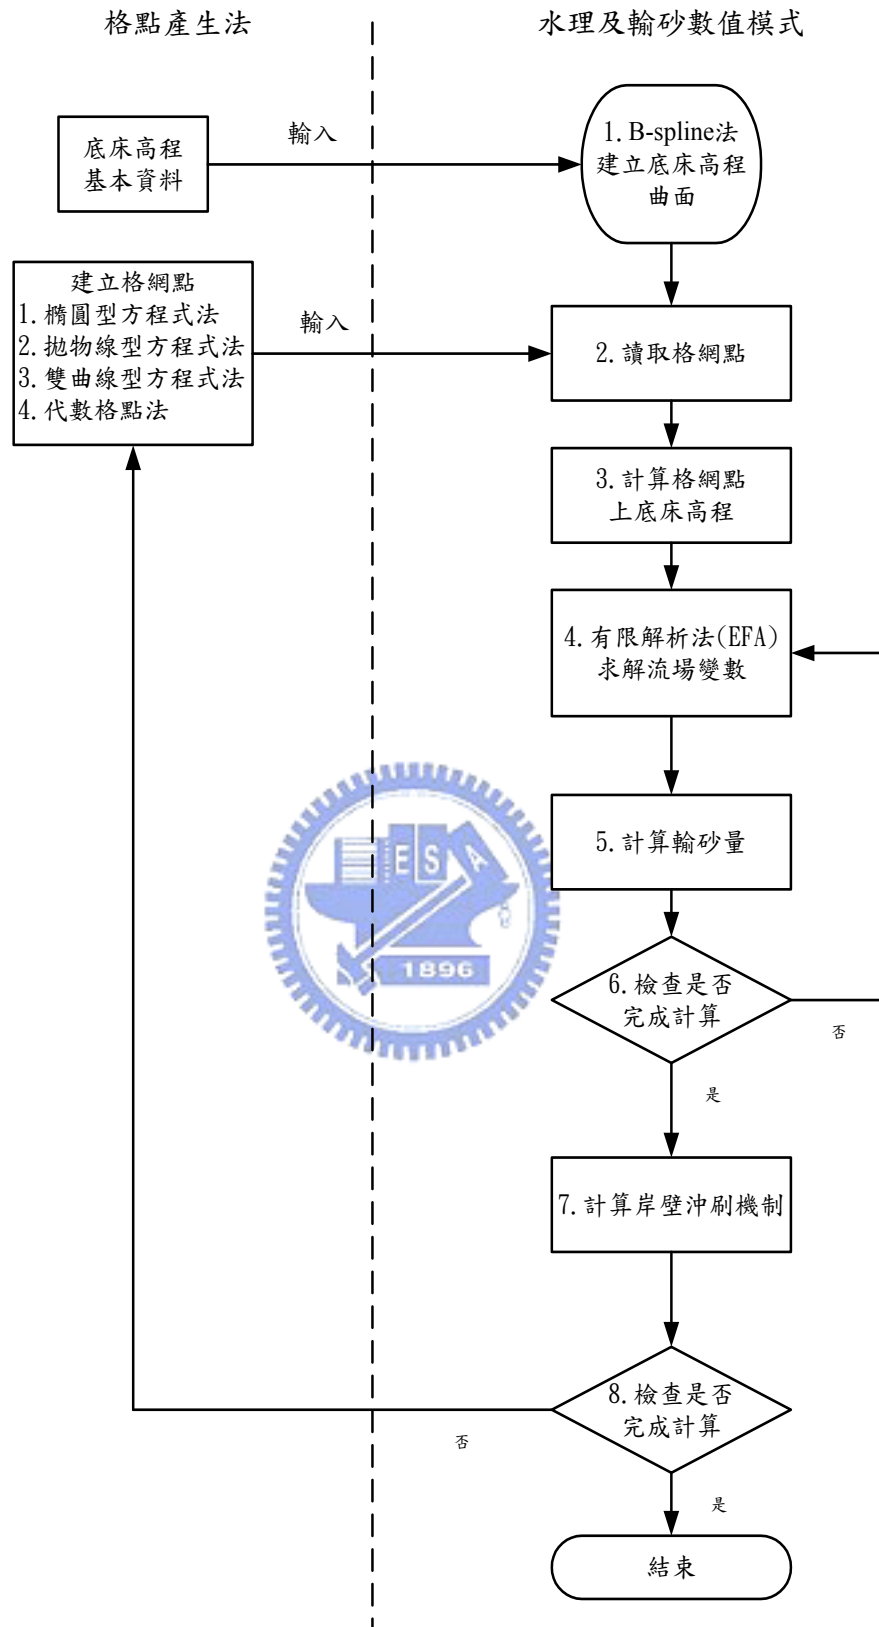 格點產生法
水理及輸砂數值模式
底床高程
基本資料
輸入
1. B-spline法
建立底床高程
曲面
建立格網點
1. 橢圓型方程式法
2. 拋物線型方程式法
3. 雙曲線型方程式法
4. 代數格點法
輸入
2. 讀取格網點
3. 計算格網點
上底床高程
4. 有限解析法(EFA)
求解流場變數
5. 計算輸砂量
E S A
1896
6. 檢查是否
完成計算
否
是
7. 計算岸壁沖刷機制
8. 檢查是否
完成計算
否
是
結束